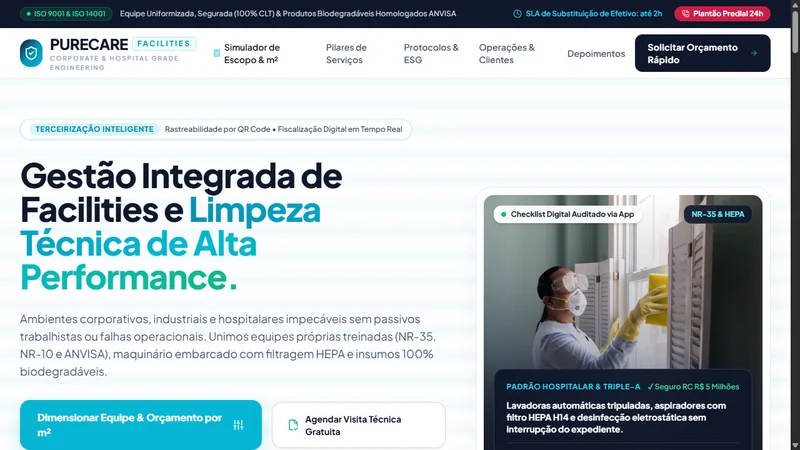 ISO 9001 & ISO 14001
Equipe Uniformizada, Segurada (100% CLT) & Produtos Biodegradáveis Homologados ANVISA
SLA de Substituição de Efetivo: até 2h
Plantão Predial 24h
PURECARE FACILITIES
CORPORATE & HOSPITAL GRADE
ENGINEERING
Simulador de
Escopo & m²
Pilares de
Serviços
Protocolos &
ESG
Operações &
Clientes
Depoimentos
Solicitar Orçamento
Rápido
TERCEIRIZAÇÃO INTELIGENTE
Rastreabilidade por QR Code • Fiscalização Digital em Tempo Real
Gestão Integrada de
Facilities e Limpeza
Técnica de Alta
Performance.
Ambientes corporativos, industriais e hospitalares impecáveis sem passivos
trabalhistas ou falhas operacionais. Unimos equipes próprias treinadas (NR-35,
NR-10 e ANVISA), maquinário embarcado com filtragem HEPA e insumos 100%
biodegradáveis.
Dimensionar Equipe & Orçamento por
m²
Agendar Visita Técnica
Gratuita
Checklist Digital Auditado via App
NR-35 & HEPA
PADRÃO HOSPITALAR & TRIPLE-A
✓ Seguro RC R$ 5 Milhões
Lavadoras automáticas tripuladas, aspiradores com
filtro HEPA H14 e desinfecção eletrostática sem
interrupção do expediente.